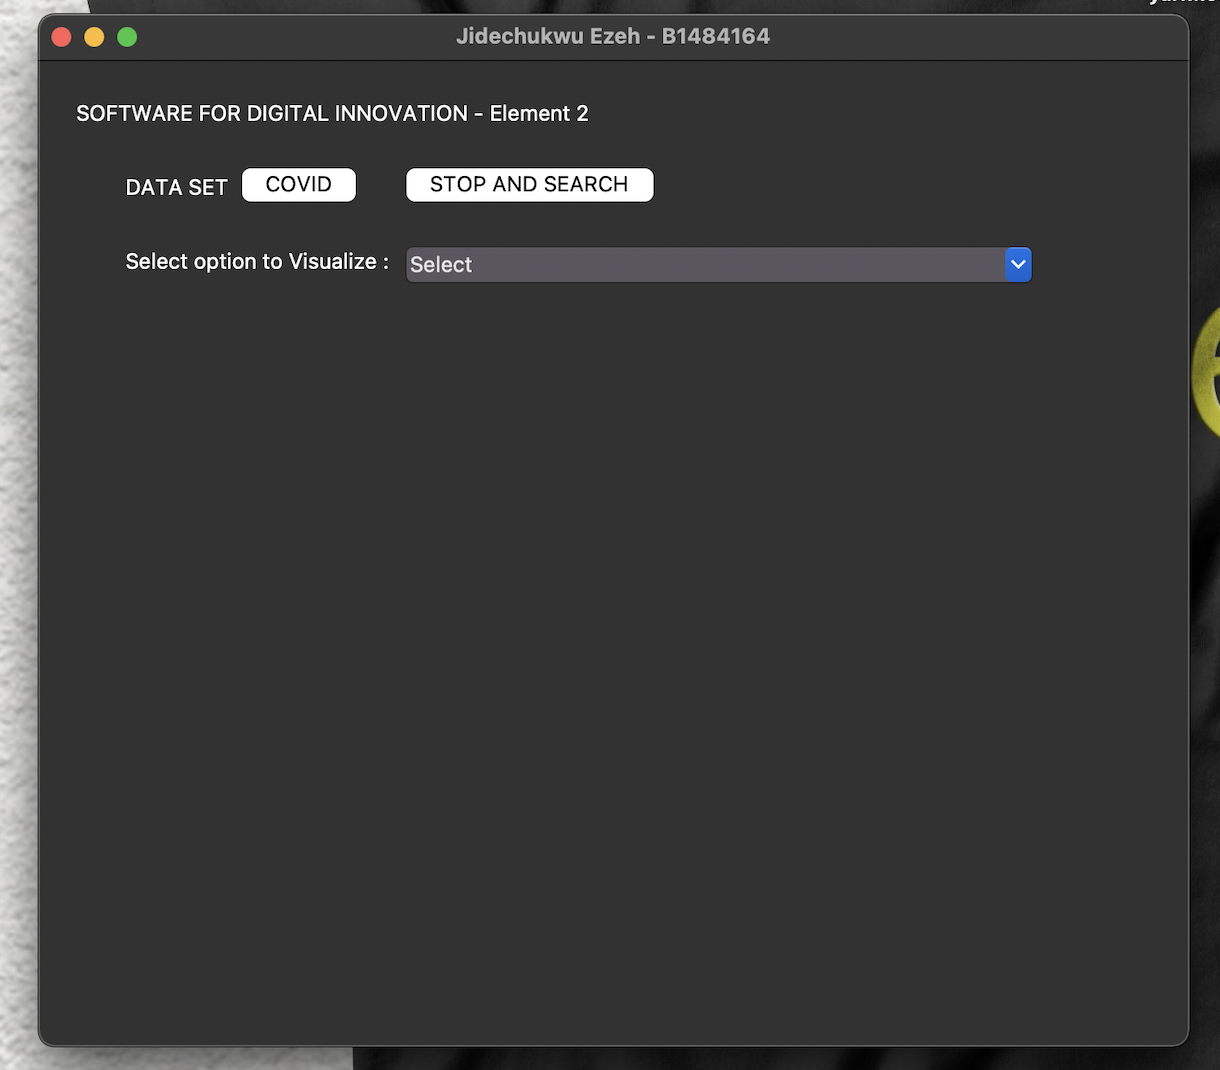 Jidechukwu Ezeh - B1484164
SOFTWARE FOR DIGITAL INNOVATION - Element 2
DATA SET COVID STOP AND SEARCH
Select option to Visualize : Select